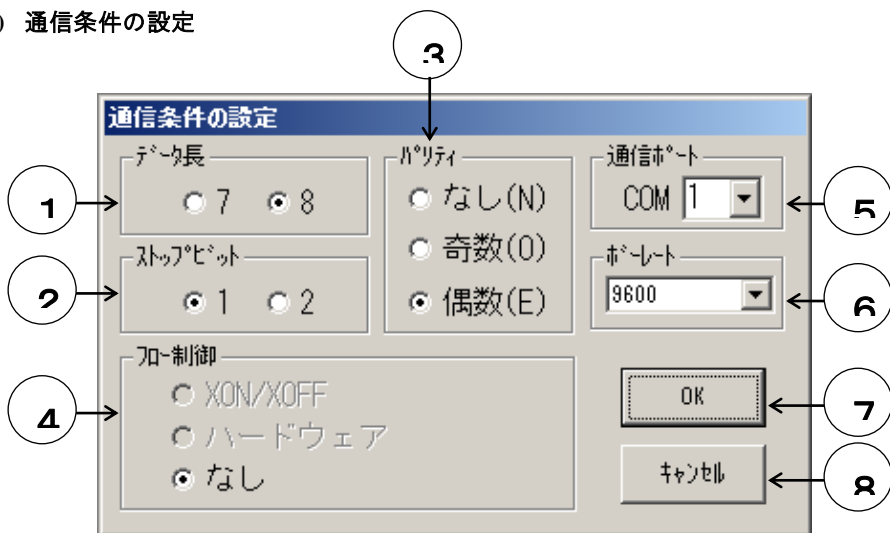 ) 通信条件の設定
3
通信条件の設定
ﾃﾞｰﾀ長
7 8
1
ｽﾄｯﾌﾟﾋﾞｯﾄ
1 2
2
ﾊﾟﾘﾃｨ
なし(N)
奇数(O)
偶数(E)
通信ﾎﾟｰﾄ
COM 1
5
ﾎﾞｰﾚｰﾄ
9600
6
ﾌﾛｰ制御
XON/XOFF
ハードウェア
なし
4
OK
7
ｷｬﾝｾﾙ
8